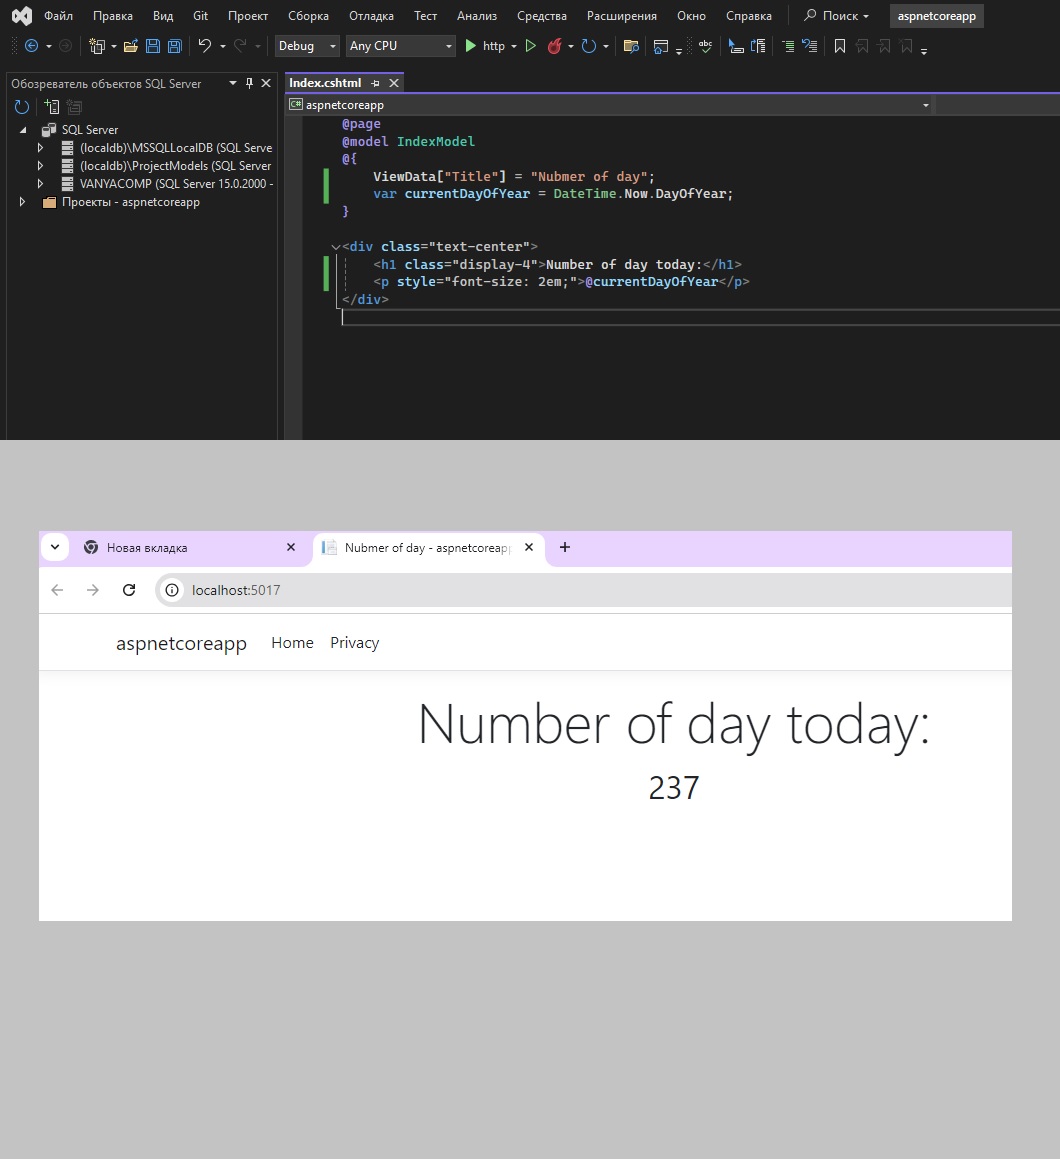 Файл Правка Вид Git Проект Сборка Отладка Тест Анализ Средства Расширения Окно Справка Поиск aspnetcoreapp
Debug Any CPU http abc
Обозреватель объектов SQL Server
SQL Server
(localdb)\MSSQLLocalDB (SQL Serve
(localdb)\ProjectModels (SQL Server
VANYACOMP (SQL Server 15.0.2000 -
Проекты - aspnetcoreapp
Index.cshtml
C# aspnetcoreapp
@page
@model IndexModel
@{
ViewData["Title"] = "Nubmer of day";
var currentDayOfYear = DateTime.Now.DayOfYear;
}
<div class="text-center">
<h1 class="display-4">Number of day today:</h1>
<p style="font-size: 2em;">@currentDayOfYear</p>
</div>
Новая вкладка
Nubmer of day - aspnetcoreapp
localhost:5017
aspnetcoreapp Home Privacy
Number of day today:
237